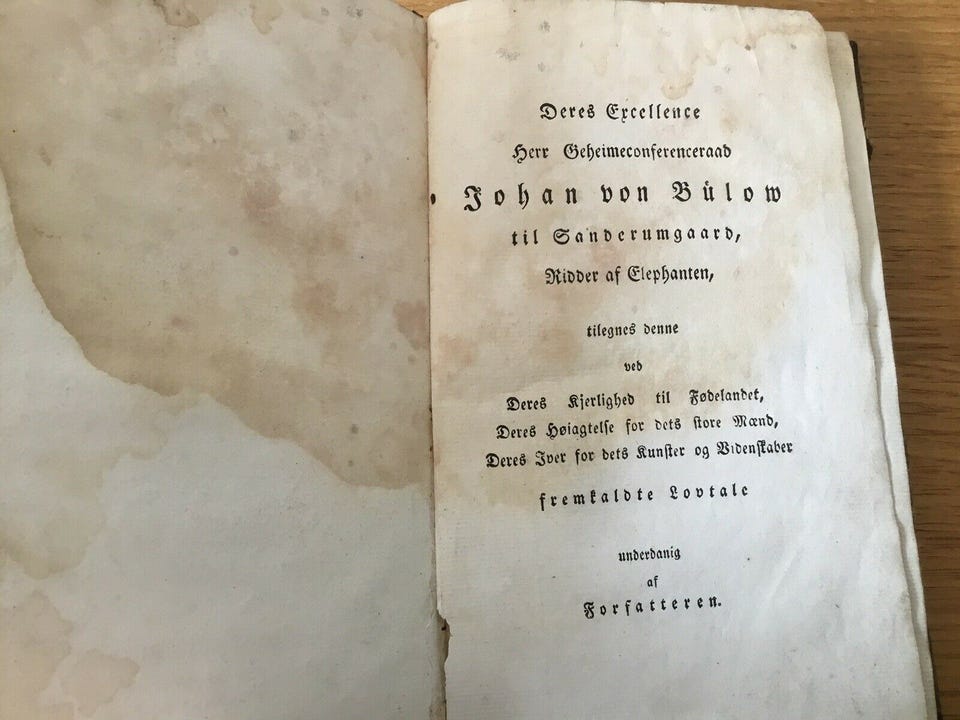 Deres Excellence
Herr Geheimeconferenceraad
Johan von Bülow
til Sanderumgaard,
Ridder af Elephanten,
tilegnes denne
ved
Deres Kjerlighed til Fødelandet,
Deres Høiagtelse for dets store Mænd,
Deres Iver for dets Kunster og Videnskaber
fremkaldte Lovtale
underdanig
af
Forfatteren.